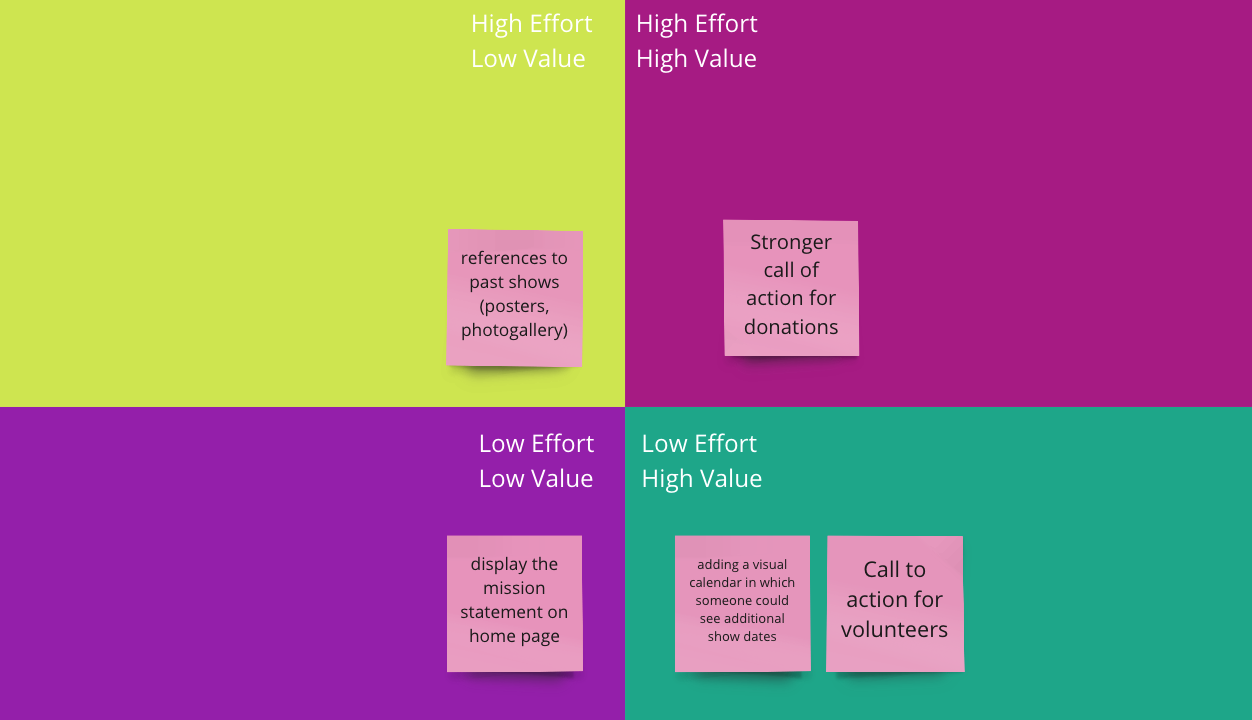 High Effort
Low Value
High Effort
High Value
references to
past shows
(posters,
photogallery)
Stronger
call of
action for
donations
Low Effort
Low Value
Low Effort
High Value
display the
mission
statement on
home page
adding a visual
calendar in which
someone could
see additional
show dates
Call to
action for
volunteers